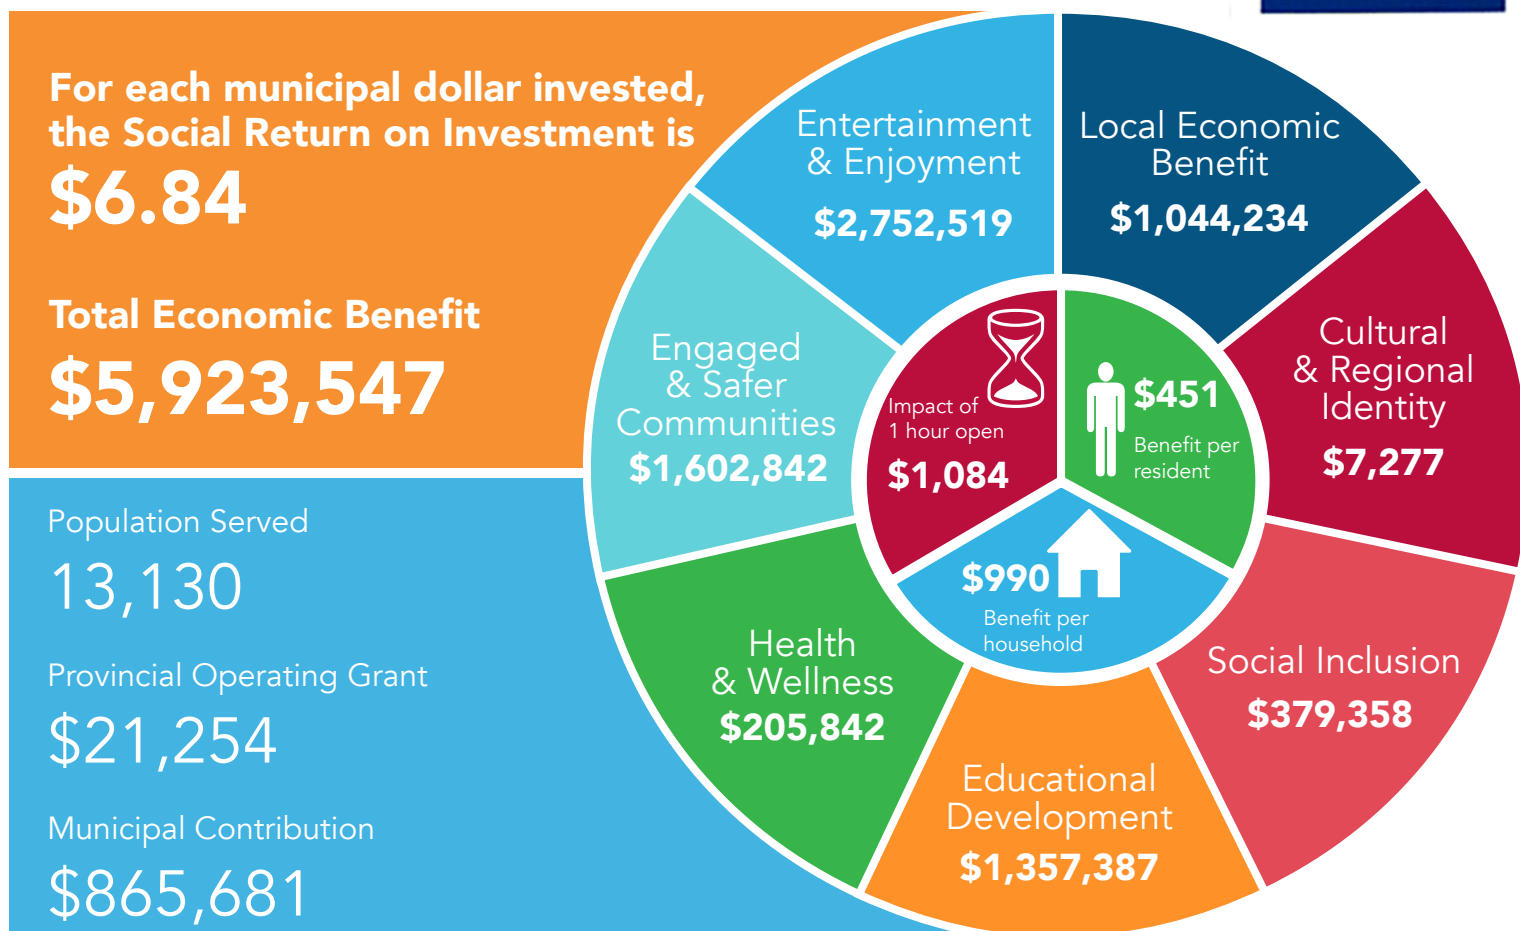 For each municipal dollar invested,
the Social Return on Investment is
$6.84
Total Economic Benefit
$5,923,547
Population Served
13,130
Provincial Operating Grant
$21,254
Municipal Contribution
$865,681
Entertainment
& Enjoyment
$2,752,519
Local Economic
Benefit
$1,044,234
Cultural
& Regional
Identity
$7,277
Social Inclusion
$379,358
Educational
Development
$1,357,387
Health
& Wellness
$205,842
Engaged
& Safer
Communities
$1,602,842
Impact of
1 hour open
$1,084
$451
Benefit per
resident
$990
Benefit per
household